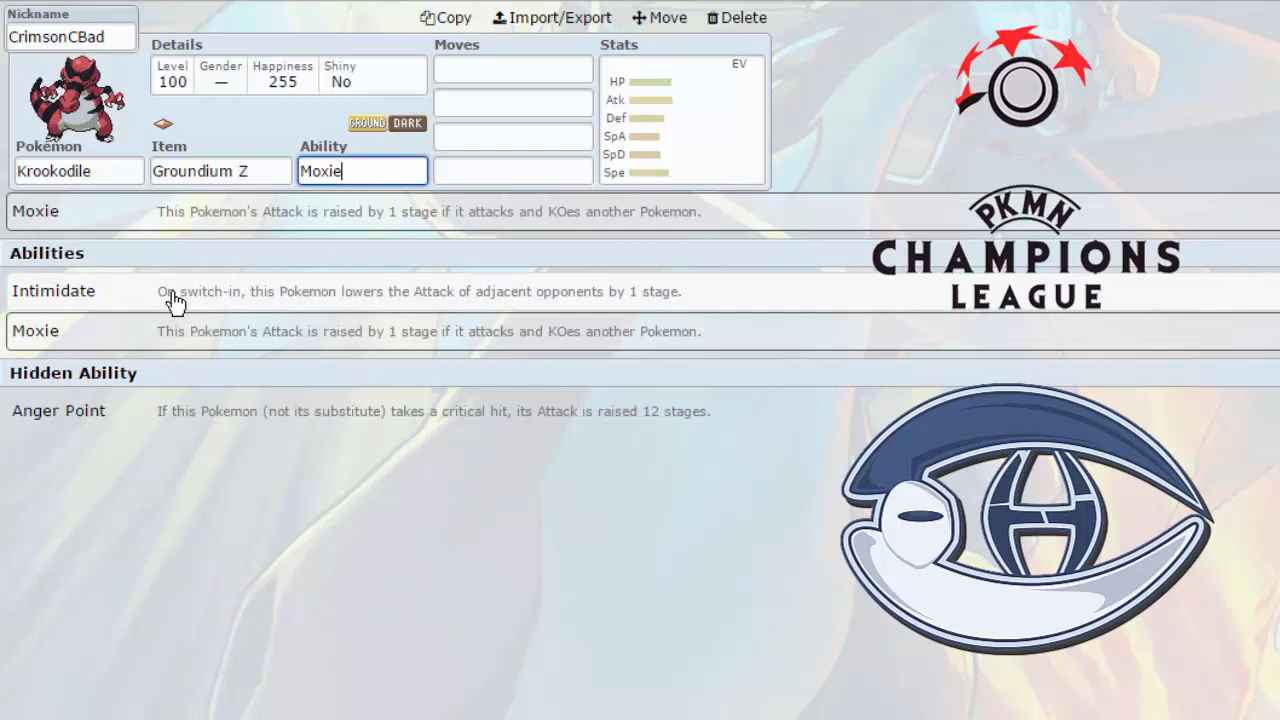 Nickname
CrimsonCBad
Copy Import/Export Move Delete
Details
Moves
Stats
Level Gender Happiness Shiny
100 — 255 No
EV
HP
Atk
Def
SpA
SpD
Spe
GROUND DARK
Pokémon Item Ability
Krookodile Groundium Z Moxie
Moxie This Pokemon's Attack is raised by 1 stage if it attacks and KOes another Pokemon.
Abilities
Intimidate On switch-in, this Pokemon lowers the Attack of adjacent opponents by 1 stage.
Moxie This Pokemon's Attack is raised by 1 stage if it attacks and KOes another Pokemon.
Hidden Ability
Anger Point If this Pokemon (not its substitute) takes a critical hit, its Attack is raised 12 stages.
PKMN
CHAMPIONS
LEAGUE
H